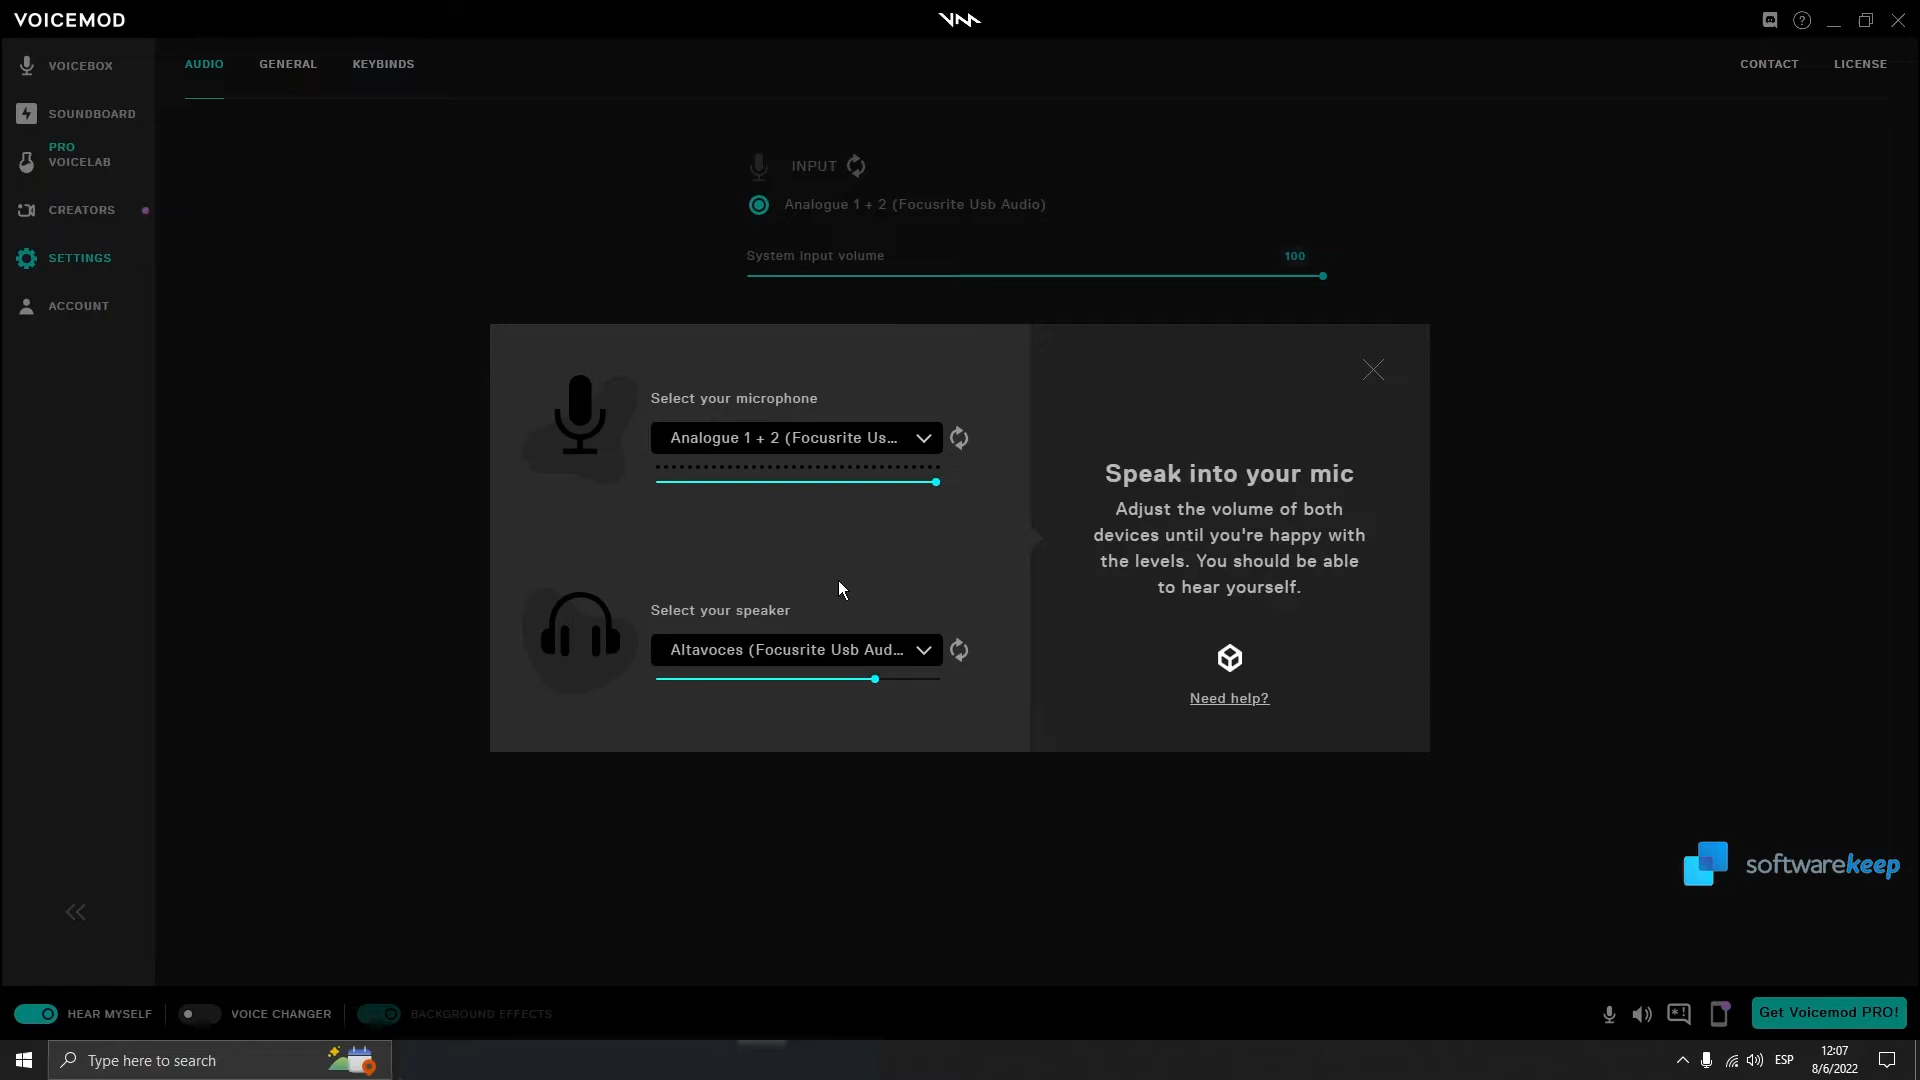 VOICEMOD
VOICEBOX
SOUNDBOARD
PRO
VOICELAB
CREATORS
SETTINGS
ACCOUNT
AUDIO
GENERAL
KEYBINDS
CONTACT
LICENSE
INPUT
Analogue 1 + 2 (Focusrite Usb Audio)
System Input volume
100
Select your microphone
Analogue 1 + 2 (Focusrite Us...
Select your speaker
Altavoces (Focusrite Usb Aud...
Speak into your mic
Adjust the volume of both
devices until you're happy with
the levels. You should be able
to hear yourself.
Need help?
softwarekeep
HEAR MYSELF
VOICE CHANGER
BACKGROUND EFFECTS
Get Voicemod PRO!
Type here to search
ESP
12:07
8/6/2022